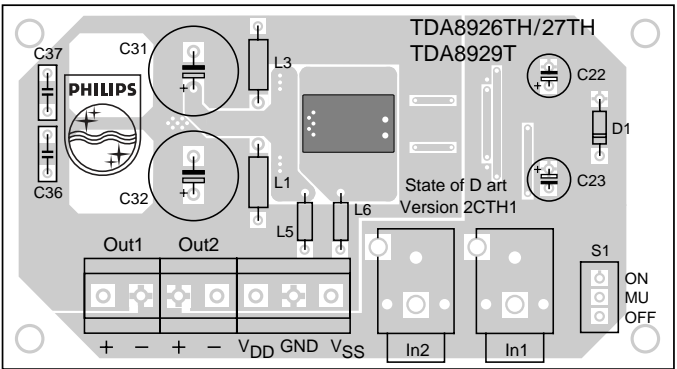 TDA8926TH/27TH
TDA8929T
C37
C31
L3
C22
PHILIPS
D1
C36
C32
L1
L6
L5
State of D art
Version 2CTH1
C23
Out1 Out2
S1
ON
MU
OFF
+ − + − VDD GND VSS
In2 In1
+
+
+
+